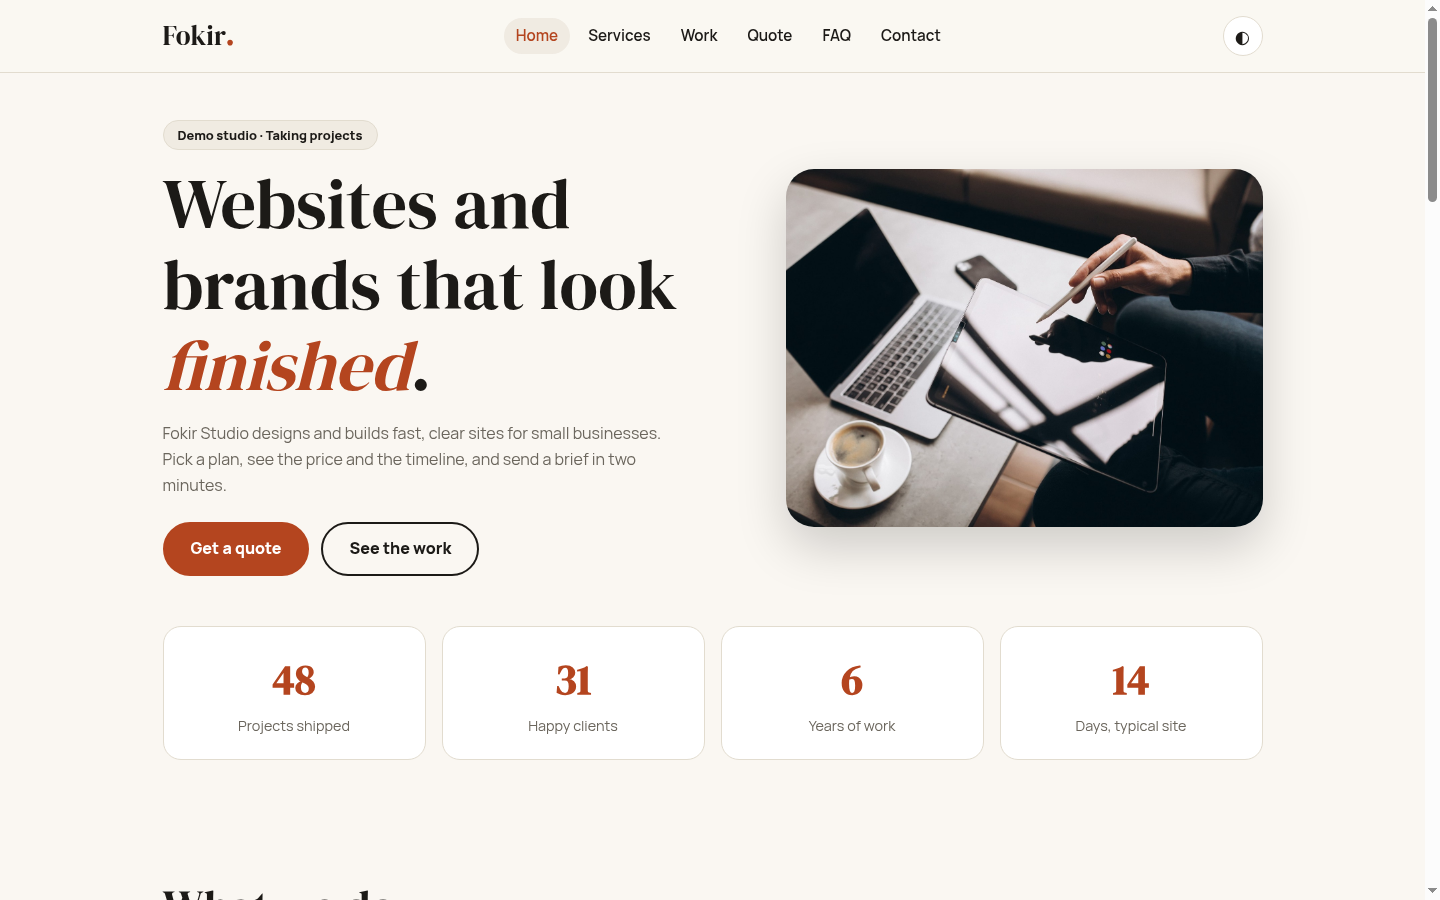 Fokir.
Home
Services
Work
Quote
FAQ
Contact
Demo studio · Taking projects
Websites and
brands that look
finished.
Fokir Studio designs and builds fast, clear sites for small businesses.
Pick a plan, see the price and the timeline, and send a brief in two
minutes.
Get a quote
See the work
48
Projects shipped
31
Happy clients
6
Years of work
14
Days, typical site